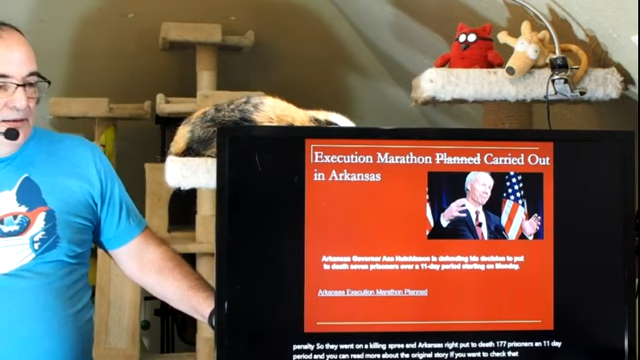 Execution Marathon Planned Carried Out
in Arkansas
Arkansas Governor Asa Hutchinson is defending his decision to put
to death seven prisoners over a 11-day period starting on Monday.
Arkansas Execution Marathon Planned
penalty So they went on a killing spree and Arkansas right put to death 177 prisoners an 11 day
period and you can read more about the original story If you want to check that